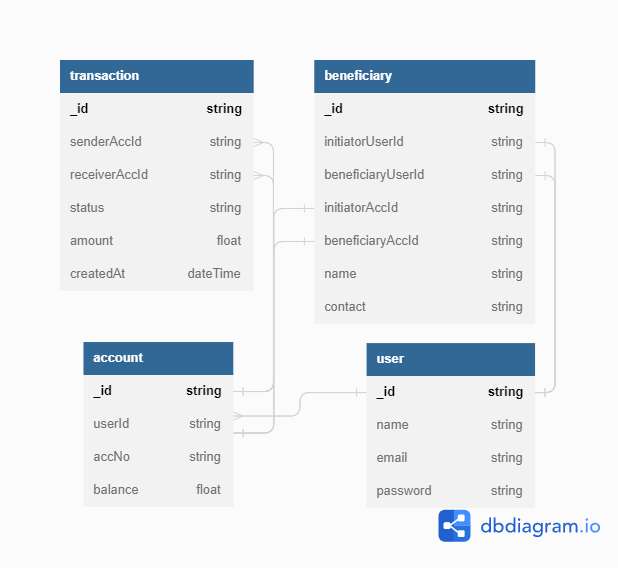 transaction
_id string
senderAccId string
receiverAccId string
status string
amount float
createdAt dateTime
beneficiary
_id string
initiatorUserId string
beneficiaryUserId string
initiatorAccId string
beneficiaryAccId string
name string
contact string
account
_id string
userId string
accNo string
balance float
user
_id string
name string
email string
password string
dbdiagram.io